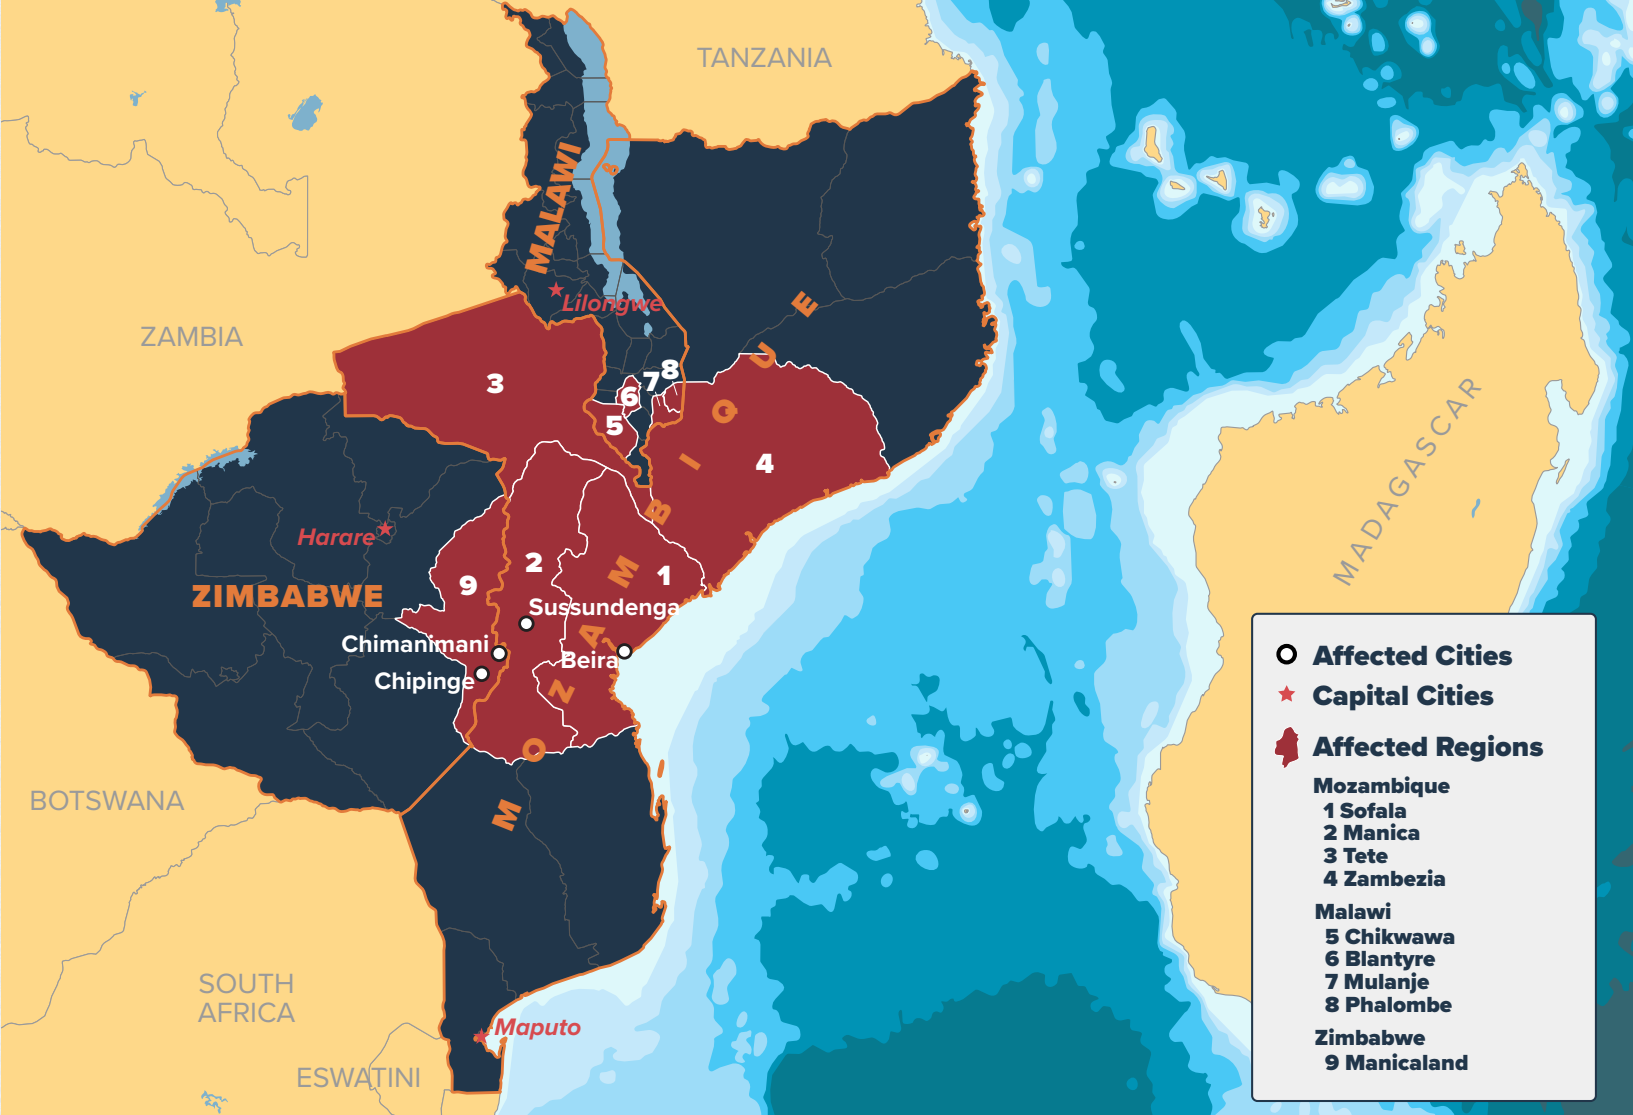 TANZANIA
MALAWI
Lilongwe
ZAMBIA
MOZAMBIQUE
3
8
7
6
5
4
Harare
ZIMBABWE
2
1
9
Sussundenga
Chimanimani
Beira
Chipinge
MADAGASCAR
BOTSWANA
SOUTH
AFRICA
Maputo
ESWATINI
Affected Cities
Capital Cities
Affected Regions
Mozambique
1 Sofala
2 Manica
3 Tete
4 Zambezia
Malawi
5 Chikwawa
6 Blantyre
7 Mulanje
8 Phalombe
Zimbabwe
9 Manicaland